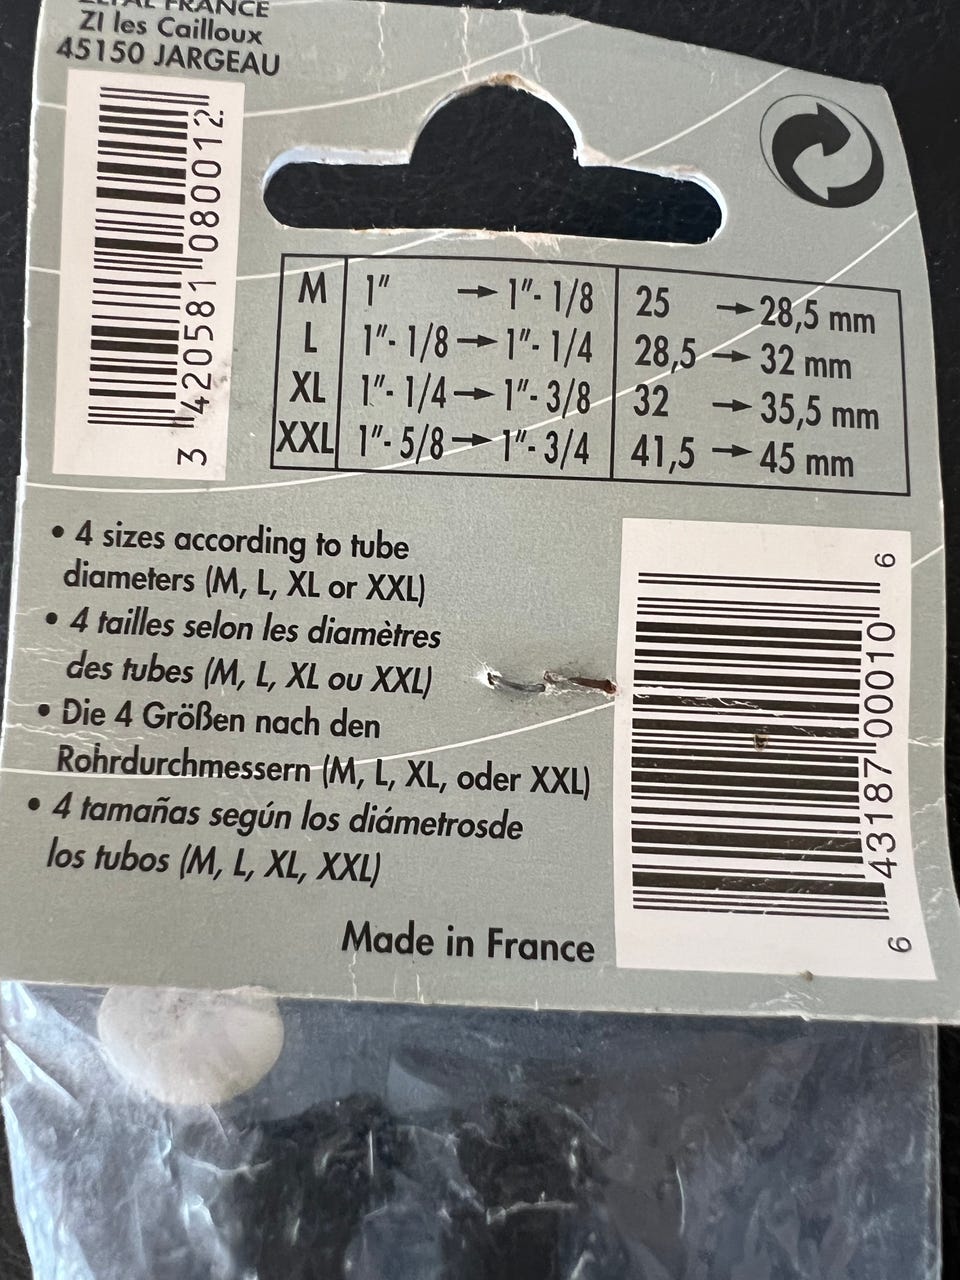 ZEFAL FRANCE
ZI les Cailloux
45150 JARGEAU
3 420581 080012
M 1" → 1"- 1/8 25 → 28,5 mm
L 1"- 1/8 → 1"- 1/4 28,5 → 32 mm
XL 1"- 1/4 → 1"- 3/8 32 → 35,5 mm
XXL 1"- 5/8 → 1"- 3/4 41,5 → 45 mm
• 4 sizes according to tube
diameters (M, L, XL or XXL)
• 4 tailles selon les diamètres
des tubes (M, L, XL ou XXL)
• Die 4 Größen nach den
Rohrdurchmessern (M, L, XL, oder XXL)
• 4 tamañas según los diámetrosde
los tubos (M, L, XL, XXL)
6 43187 00010 6
Made in France